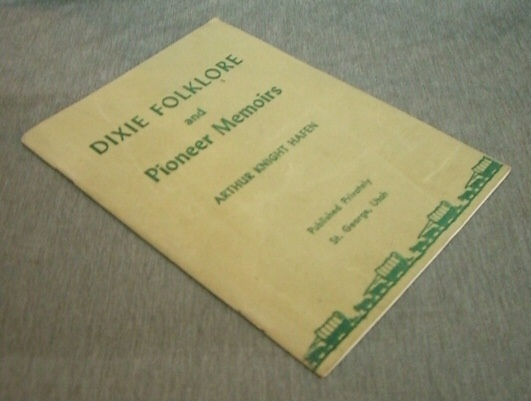 DIXIE FOLKLORE
and
Pioneer Memoirs
ARTHUR KNIGHT HAFEN
Published Privately
St. George, Utah